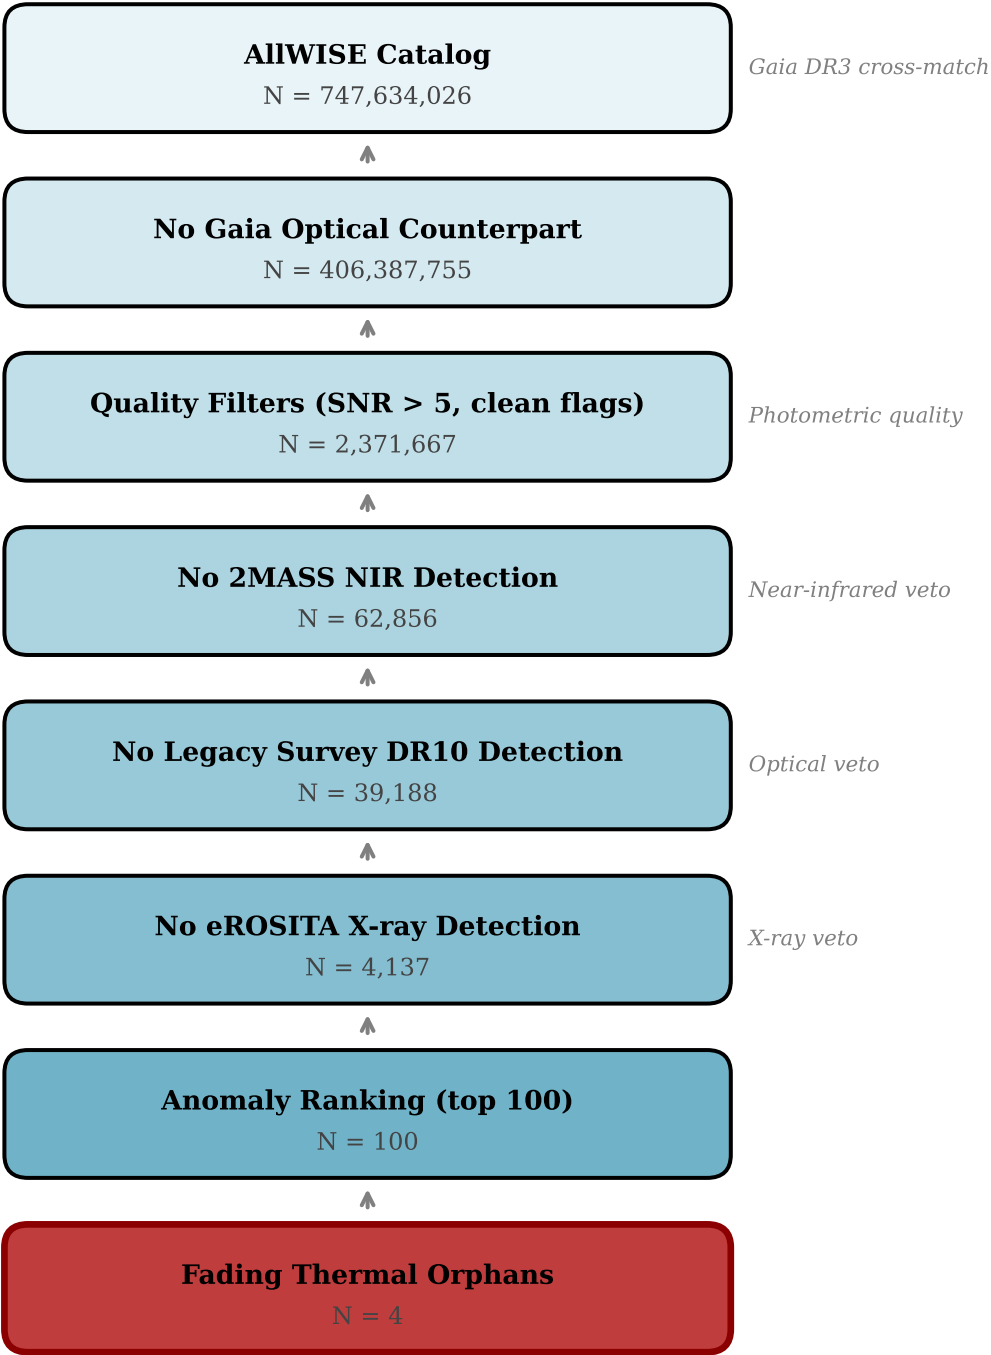 AllWISE Catalog
N = 747,634,026
Gaia DR3 cross-match
No Gaia Optical Counterpart
N = 406,387,755
Quality Filters (SNR > 5, clean flags)
N = 2,371,667
Photometric quality
No 2MASS NIR Detection
N = 62,856
Near-infrared veto
No Legacy Survey DR10 Detection
N = 39,188
Optical veto
No eROSITA X-ray Detection
N = 4,137
X-ray veto
Anomaly Ranking (top 100)
N = 100
Fading Thermal Orphans
N = 4